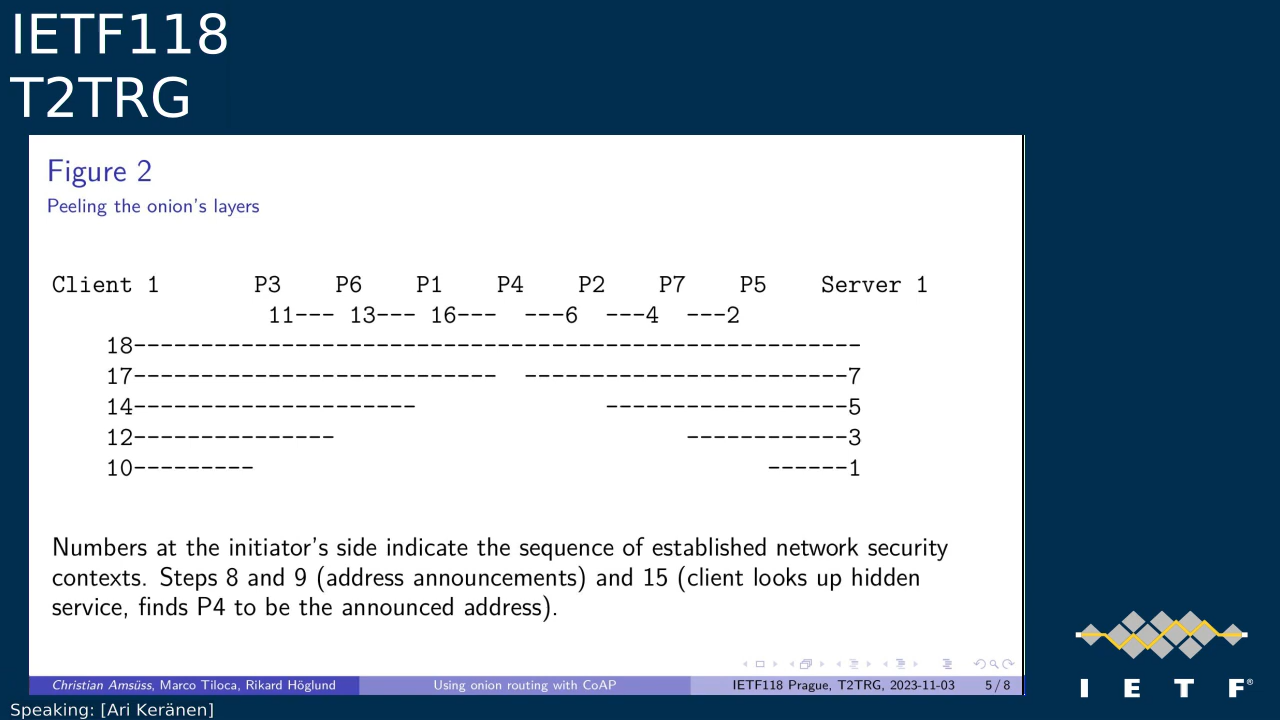 IETF118
T2TRG
Figure 2
Peeling the onion's layers
Client 1 P3 P6 P1 P4 P2 P7 P5 Server 1
11--- 13--- 16--- ---6 ---4 ---2
18------------------------------------------------------
17--------------------------- ------------------------7
14--------------------- ------------------5
12--------------- ------------3
10--------- ------1
Numbers at the initiator's side indicate the sequence of established network security
contexts. Steps 8 and 9 (address announcements) and 15 (client looks up hidden
service, finds P4 to be the announced address).
Christian Amsüss, Marco Tiloca, Rikard Höglund Using onion routing with CoAP IETF118 Prague, T2TRG, 2023-11-03 5 / 8
I E T F®
Speaking: [Ari Keränen]